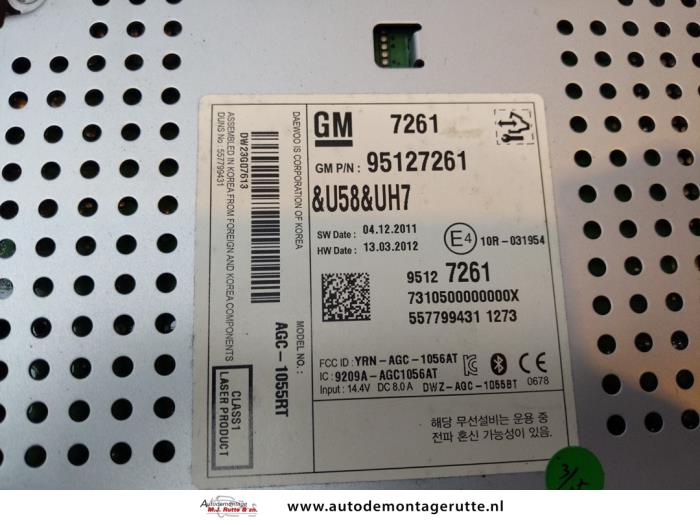 GM 7261
GM P/N : 95127261
&U58&UH7
SW Date : 04.12.2011
HW Date : 13.03.2012
E4 10R-031954
9512 7261
7310500000000X
557799431 1273
FCC ID : YRN-AGC-1056AT
IC : 9209A-AGC1056AT
Input : 14.4V DC 8.0 A DWZ-AGC-1055BT 0678
해당 무선설비는 운용 중
전파 혼신 가능성이 있음.
DAEWOO IS CORPORATION OF KOREA
MODEL NO.:
AGC-1055RT
DW23G07613
ASSEMBLED IN KOREA FROM FOREIGN AND KOREA COMPONENTS
DUNS No : 557799431
CLASS1
LASER PRODUCT
Autodemontage
M.J. Rutte & zn.
www.autodemontagerutte.nl